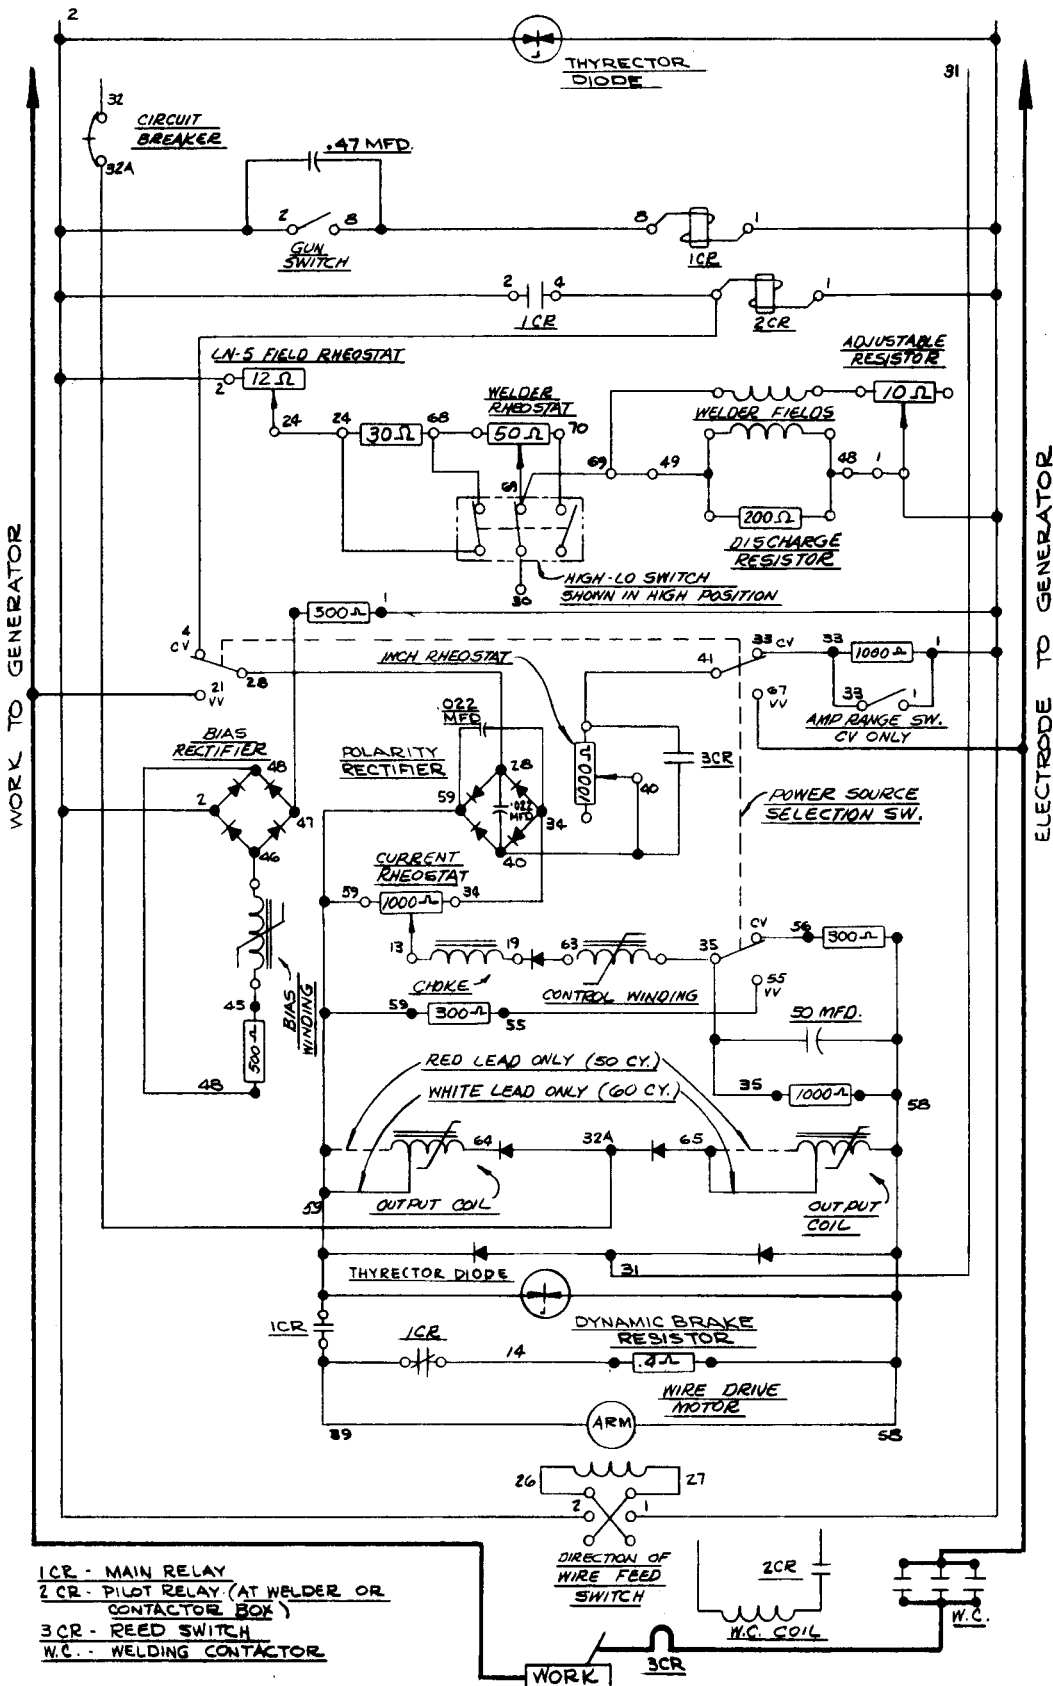 2
THYRECTOR
DIODE
31
32
CIRCUIT
BREAKER
32A
.47 MFD.
2
8
GUN
SWITCH
8
1
1CR
2
4
1CR
1
2CR
LN-5 FIELD RHEOSTAT
2
12Ω
24
24
30Ω
68
WELDER
RHEOSTAT
50Ω
70
69
69
49
ADJUSTABLE
RESISTOR
10Ω
WELDER FIELDS
48
1
200Ω
DISCHARGE
RESISTOR
HIGH-LO SWITCH
SHOWN IN HIGH POSITION
30
WORK TO GENERATOR
ELECTRODE TO GENERATOR
500Ω
1
4
CV
28
21
VV
INCH RHEOSTAT
41
33 CV
33
1000Ω
1
67
VV
33
1
AMP RANGE SW.
CV ONLY
BIAS
RECTIFIER
48
2
47
46
POLARITY
RECTIFIER
.022
MFD
28
59
.022
MFD
34
40
1000Ω
40
3CR
POWER SOURCE
SELECTION SW.
CURRENT
RHEOSTAT
59
1000Ω
34
13
19
63
35
CV
56
300Ω
CHOKE
CONTROL WINDING
55
VV
59
300Ω
55
50 MFD.
BIAS
WINDING
45
500Ω
48
RED LEAD ONLY (50 CY.)
WHITE LEAD ONLY (60 CY.)
35
1000Ω
58
64
32A
65
OUTPUT COIL
OUTPUT
COIL
59
31
THYRECTOR DIODE
1CR
1CR
14
DYNAMIC BRAKE
RESISTOR
.4Ω
WIRE DRIVE
MOTOR
ARM
39
58
26
27
2
1
DIRECTION OF
WIRE FEED
SWITCH
2CR
W.C. COIL
W.C.
1CR - MAIN RELAY
2CR - PILOT RELAY (AT WELDER OR
CONTACTOR BOX)
3CR - REED SWITCH
W.C. - WELDING CONTACTOR
WORK
3CR